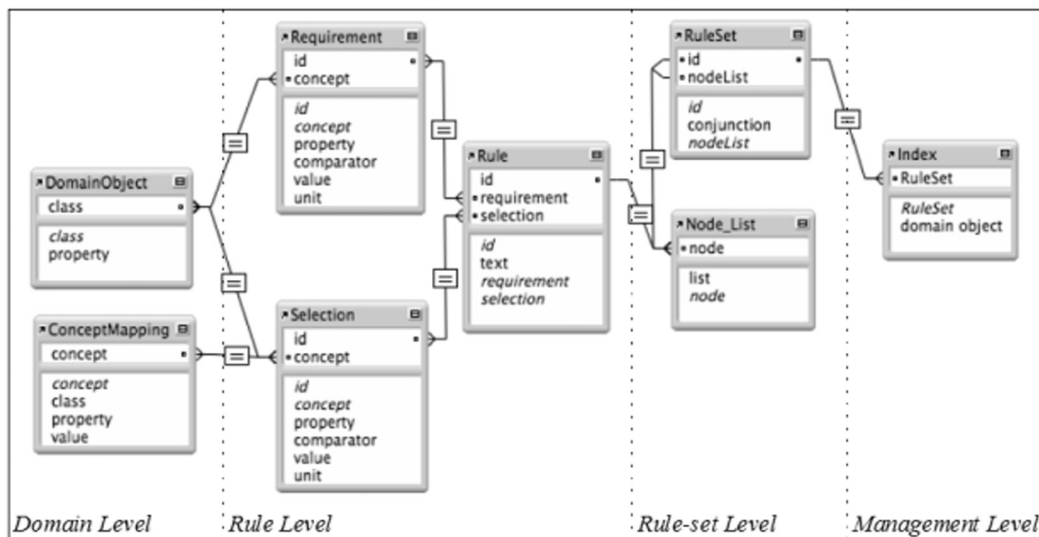 DomainObject
class
class
property
ConceptMapping
concept
concept
class
property
value
Domain Level
Requirement
id
concept
id
concept
property
comparator
value
unit
Selection
id
concept
id
concept
property
comparator
value
unit
Rule
id
requirement
selection
id
text
requirement
selection
Rule Level
RuleSet
id
nodeList
id
conjunction
nodeList
Node_List
node
list
node
Rule-set Level
Index
RuleSet
RuleSet
domain object
Management Level